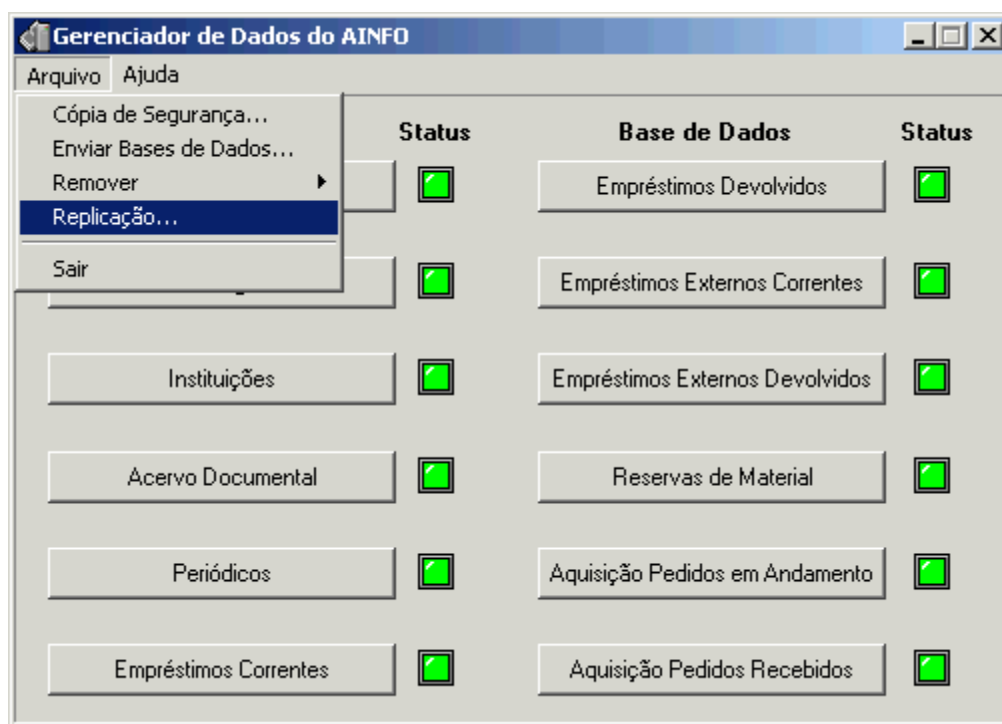 Gerenciador de Dados do AINFO
Arquivo Ajuda
Cópia de Segurança...
Enviar Bases de Dados...
Remover
Replicação...
Sair
Status Base de Dados Status
Empréstimos Devolvidos
Empréstimos Externos Correntes
Instituições Empréstimos Externos Devolvidos
Acervo Documental Reservas de Material
Periódicos Aquisição Pedidos em Andamento
Empréstimos Correntes Aquisição Pedidos Recebidos